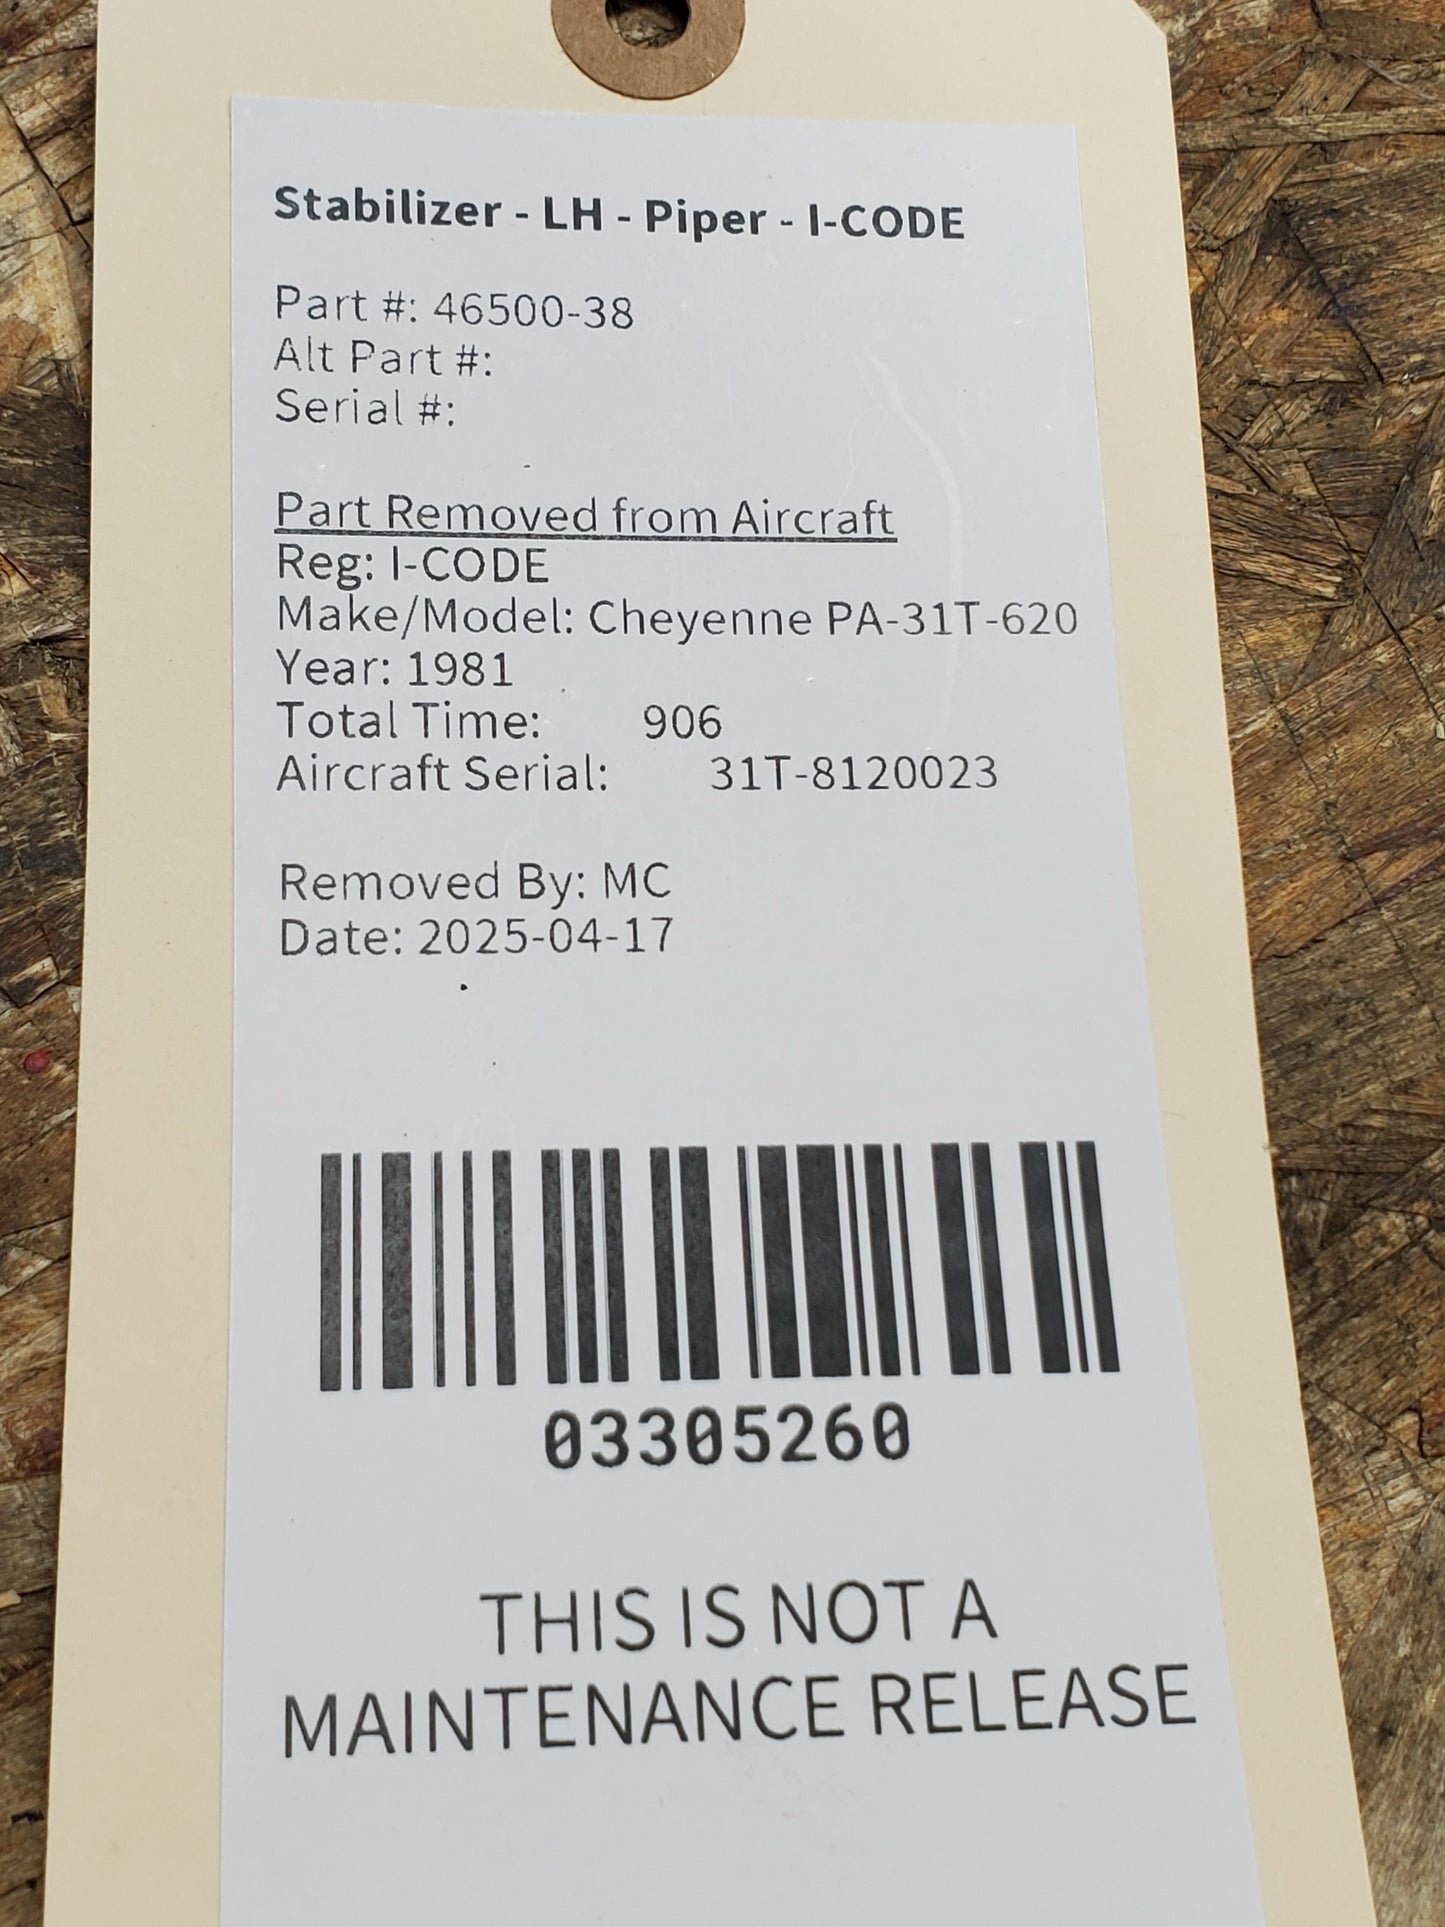 Stabilizer - LH - Piper - I-CODE
Part #: 46500-38
Alt Part #:
Serial #:
Part Removed from Aircraft
Reg: I-CODE
Make/Model: Cheyenne PA-31T-620
Year: 1981
Total Time: 906
Aircraft Serial: 31T-8120023
Removed By: MC
Date: 2025-04-17
03305260
THIS IS NOT A
MAINTENANCE RELEASE